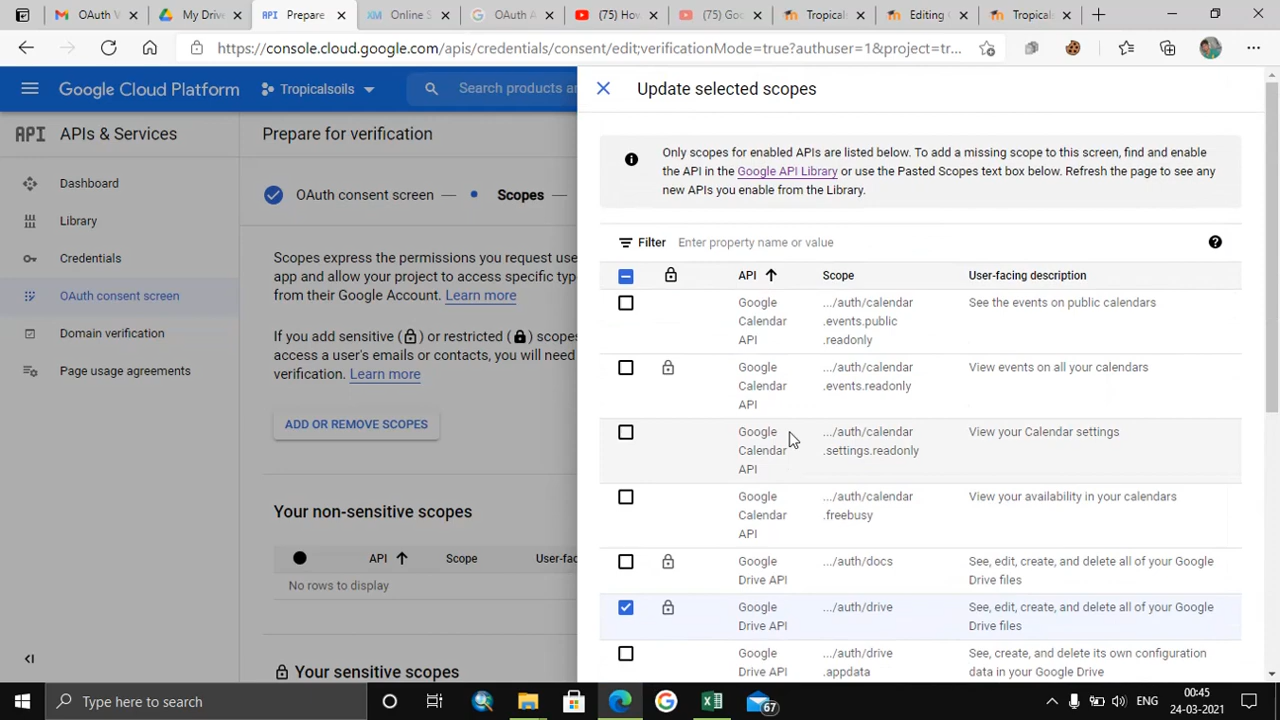 OAuth V
My Drive
Prepare
Online S
OAuth A
(75) How
(75) Goo
Tropicals
Editing C
Tropicals
https://console.cloud.google.com/apis/credentials/consent/edit;verificationMode=true?authuser=1&project=tr...
Google Cloud Platform
Tropicalsoils
Search products an
Update selected scopes
API APIs & Services
Prepare for verification
Dashboard
Library
Credentials
OAuth consent screen
Domain verification
Page usage agreements
OAuth consent screen — Scopes —
Scopes express the permissions you request use
app and allow your project to access specific typ
from their Google Account. Learn more
If you add sensitive ( ) or restricted ( ) scopes
access a user's emails or contacts, you will need
verification. Learn more
ADD OR REMOVE SCOPES
Your non-sensitive scopes
API Scope User-fac
No rows to display
Your sensitive scopes
Only scopes for enabled APIs are listed below. To add a missing scope to this screen, find and enable
the API in the Google API Library or use the Pasted Scopes text box below. Refresh the page to see any
new APIs you enable from the Library.
Filter Enter property name or value
API Scope User-facing description
Google .../auth/calendar See the events on public calendars
Calendar .events.public
API .readonly
Google .../auth/calendar View events on all your calendars
Calendar .events.readonly
API
Google .../auth/calendar View your Calendar settings
Calendar .settings.readonly
API
Google .../auth/calendar View your availability in your calendars
Calendar .freebusy
API
Google .../auth/docs See, edit, create, and delete all of your Google
Drive API Drive files
Google .../auth/drive See, edit, create, and delete all of your Google
Drive API Drive files
Google .../auth/drive See, create, and delete its own configuration
Drive API .appdata data in your Google Drive
Type here to search
67
ENG
00:45
24-03-2021